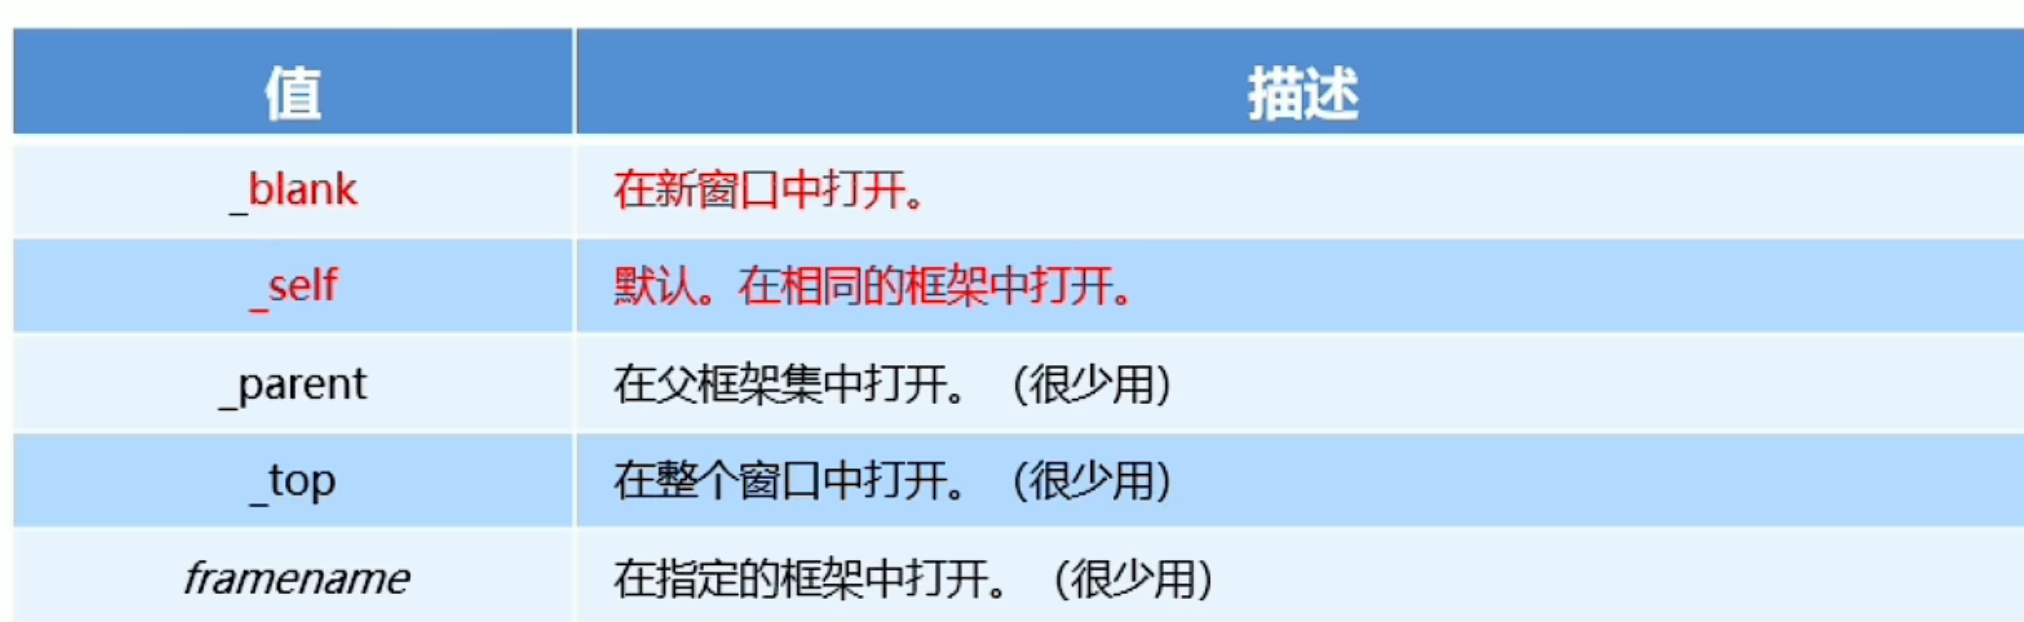 值 描述
_blank 在新窗口中打开。
_self 默认。在相同的框架中打开。
_parent 在父框架集中打开。（很少用）
_top 在整个窗口中打开。（很少用）
framename 在指定的框架中打开。（很少用）